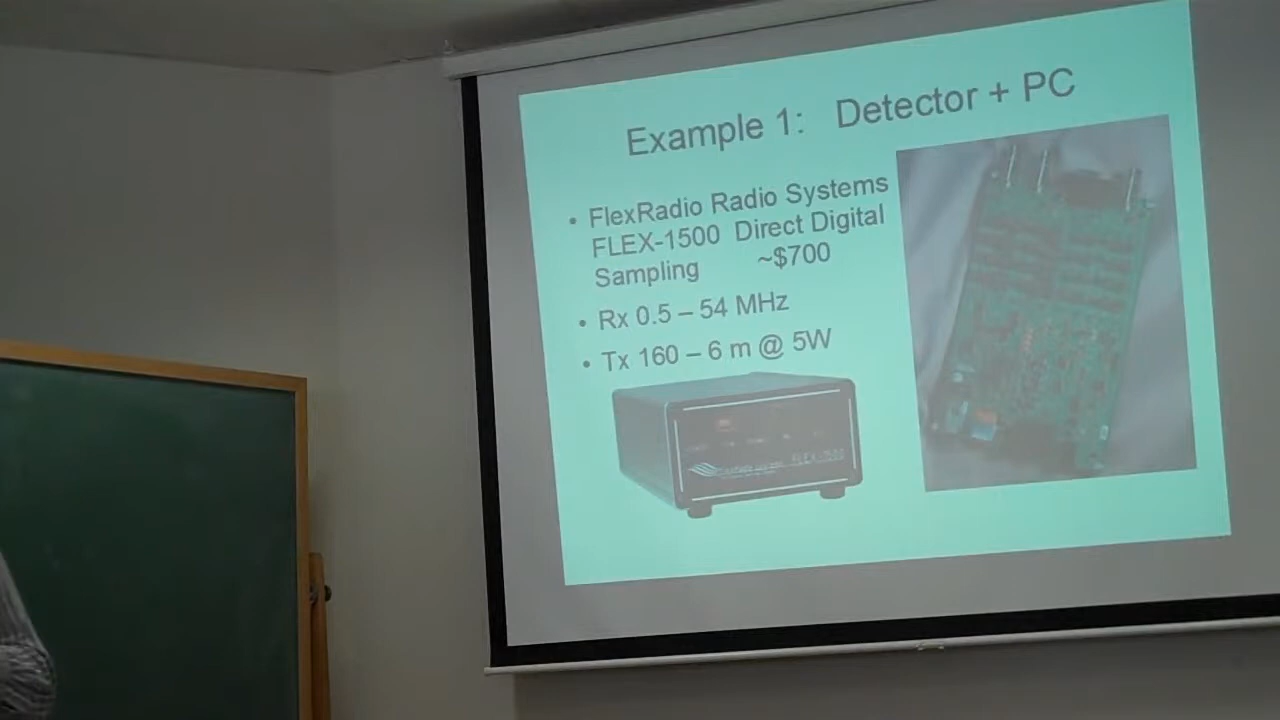 Example 1: Detector + PC
• FlexRadio Radio Systems
FLEX-1500 Direct Digital
Sampling ~$700
• Rx 0.5 – 54 MHz
• Tx 160 – 6 m @ 5W
FLEX-1500